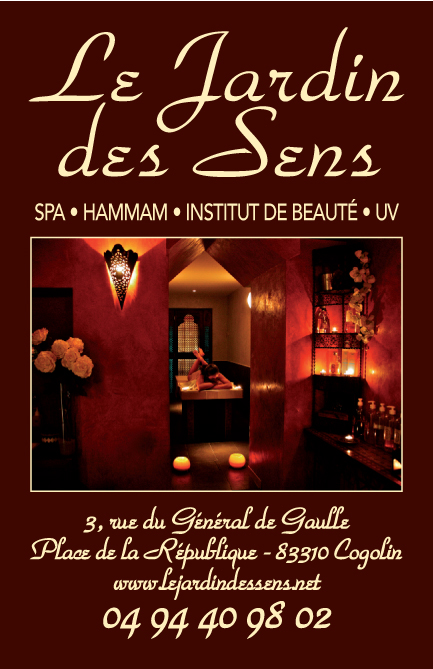 Le Jardin
des Sens
SPA • HAMMAM • INSTITUT DE BEAUTÉ • UV
3, rue du Général de Gaulle
Place de la République - 83310 Cogolin
www.lejardindessens.net
04 94 40 98 02